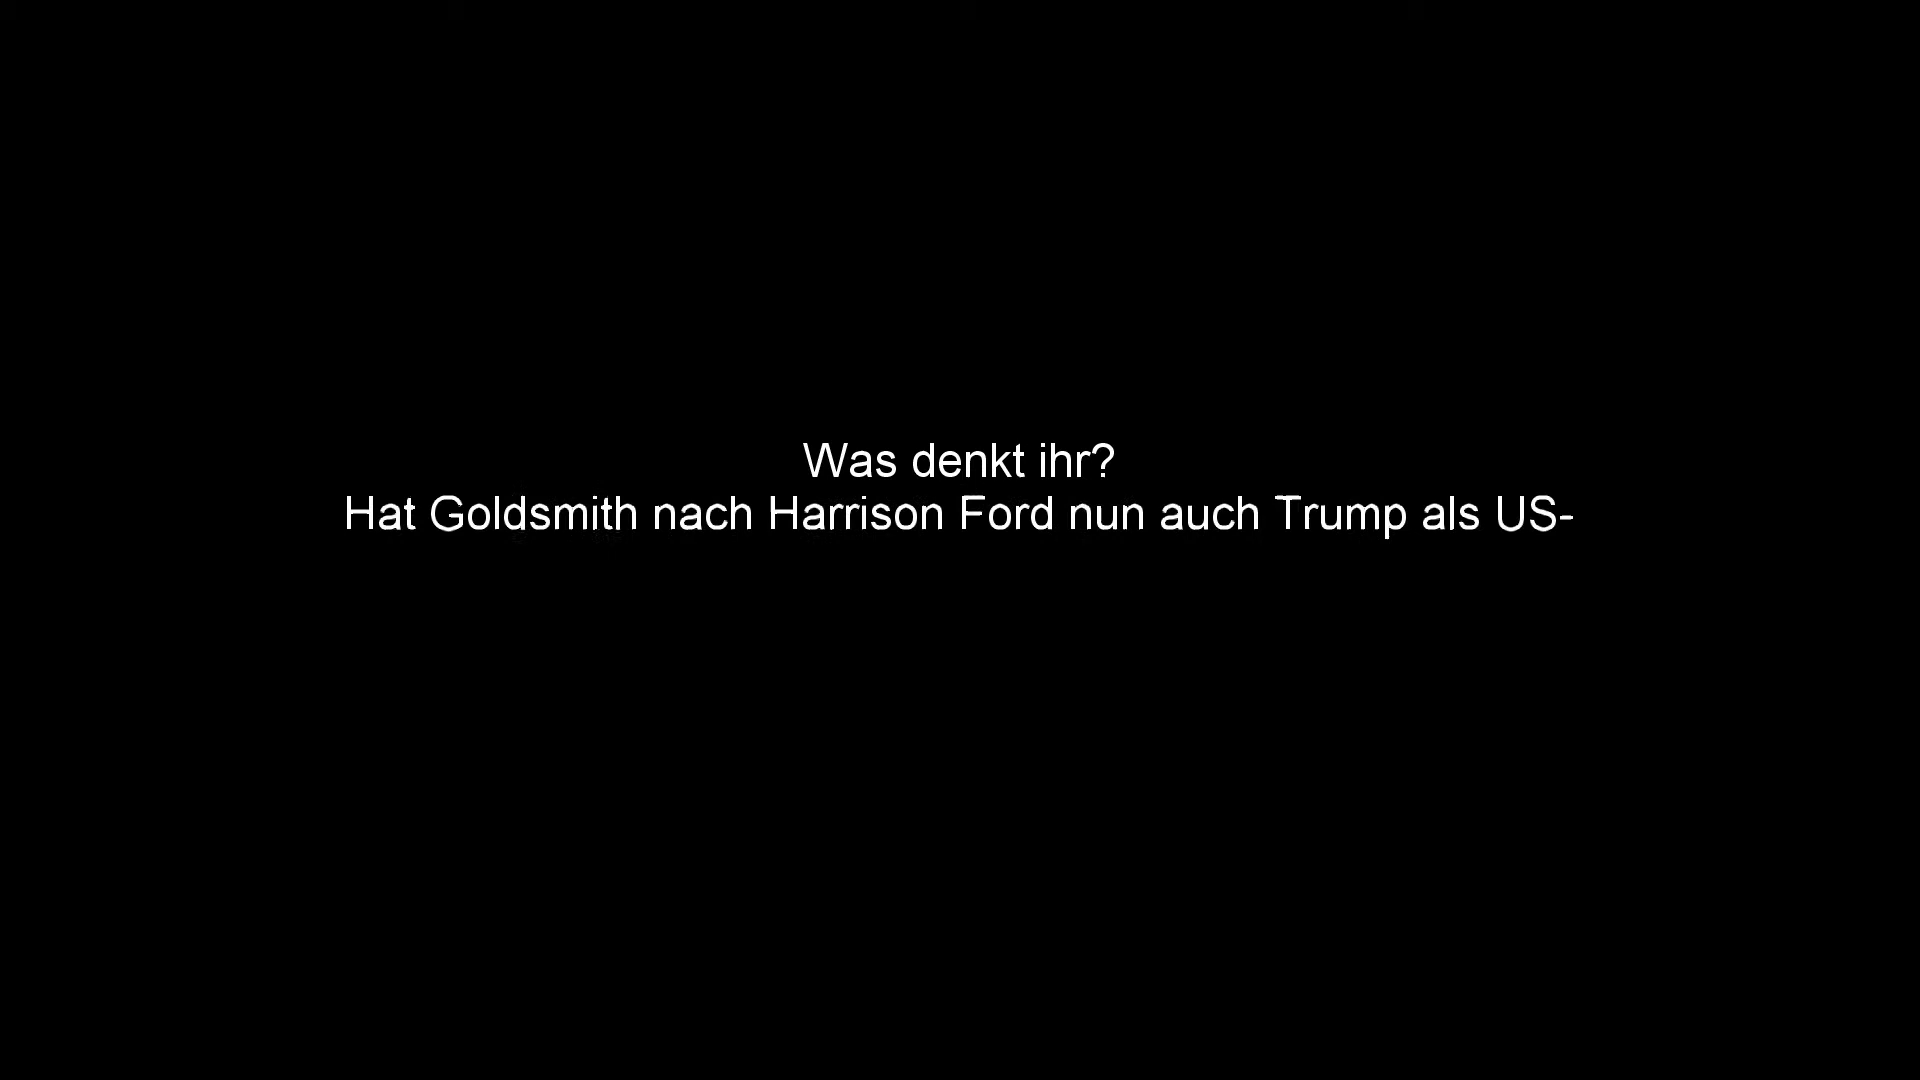 Was denkt ihr?
Hat Goldsmith nach Harrison Ford nun auch Trump als US-